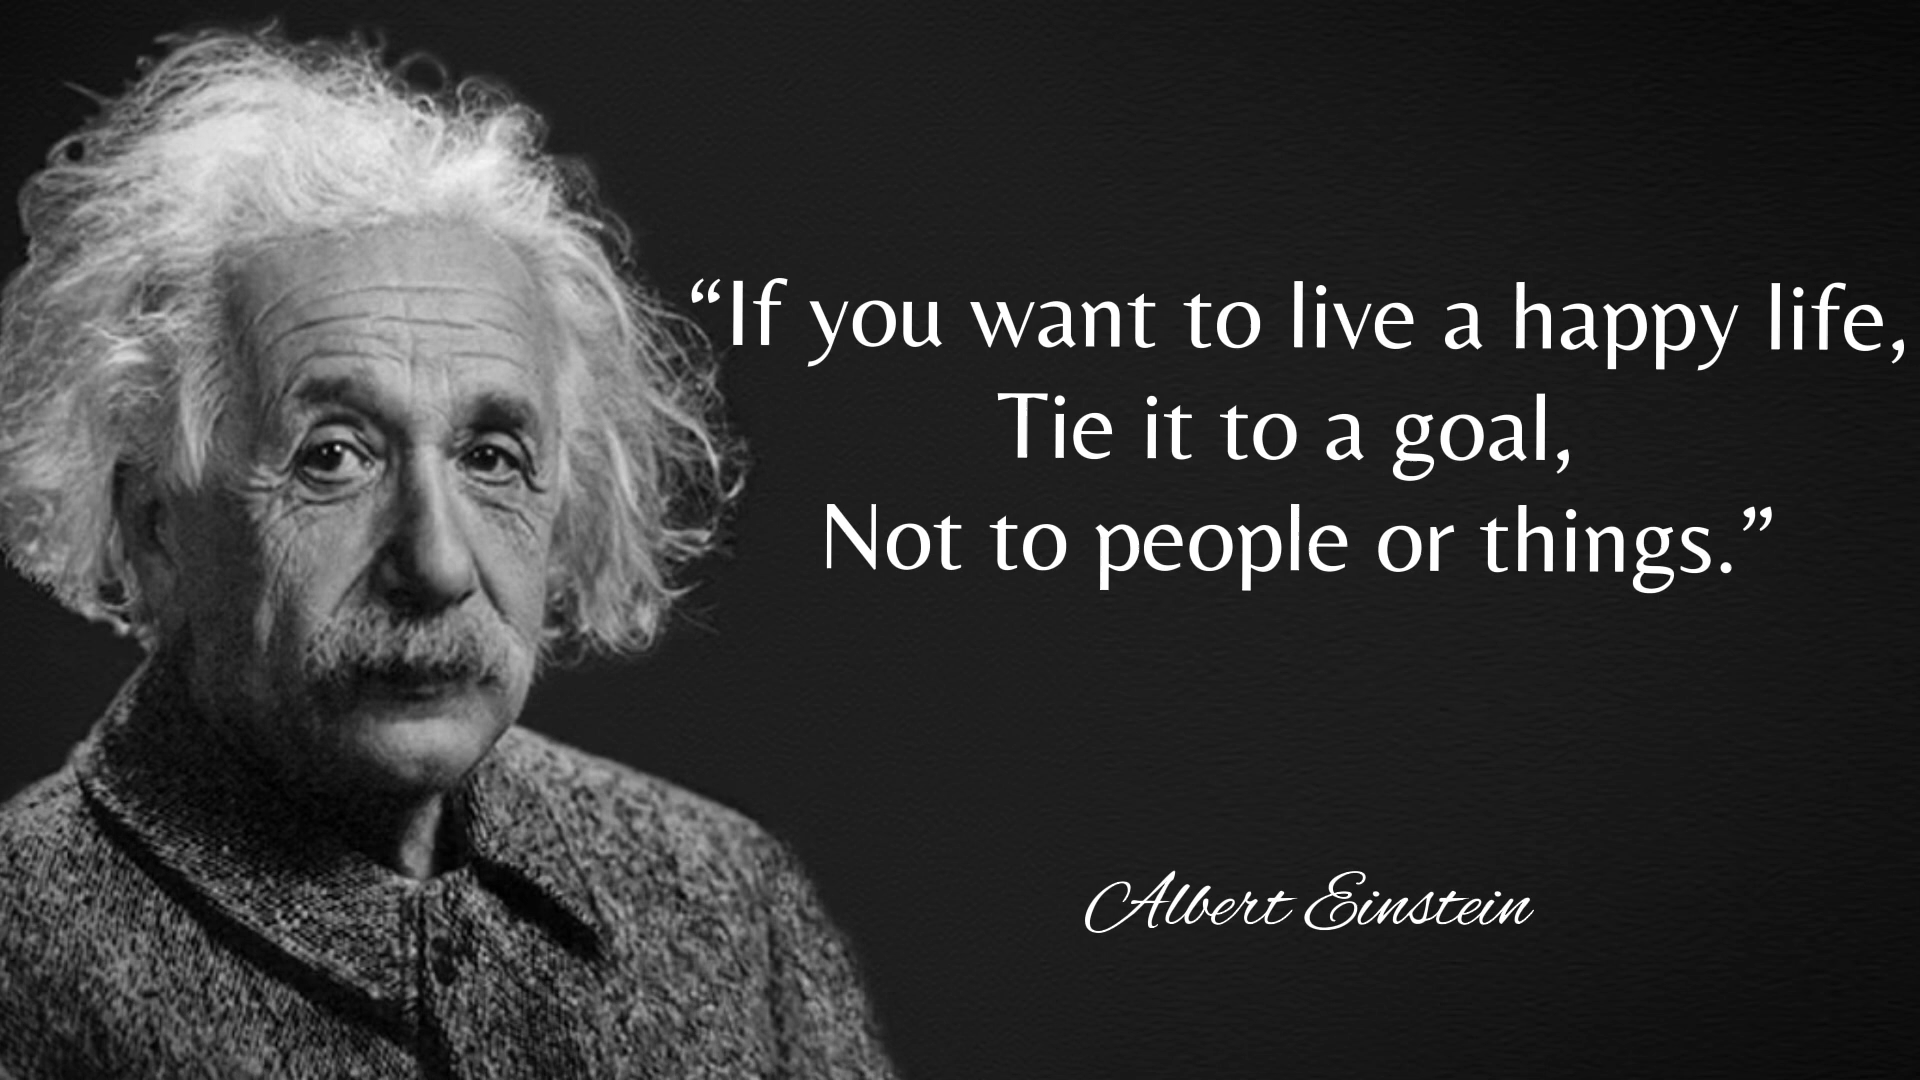 “If you want to live a happy life,
Tie it to a goal,
Not to people or things.”
Albert Einstein